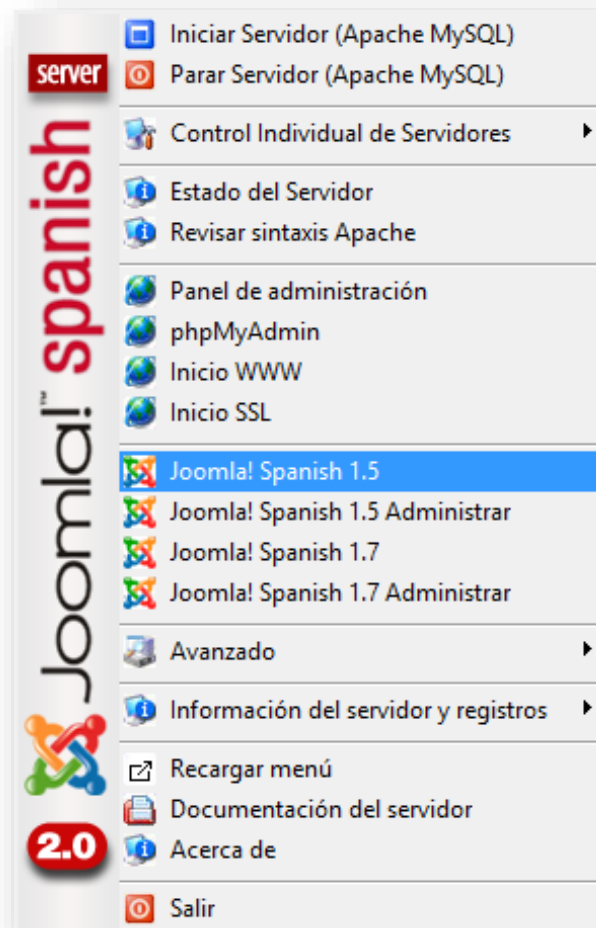 Iniciar Servidor (Apache MySQL)
Parar Servidor (Apache MySQL)
Control Individual de Servidores
Estado del Servidor
Revisar sintaxis Apache
Panel de administración
phpMyAdmin
Inicio WWW
Inicio SSL
Joomla! Spanish 1.5
Joomla! Spanish 1.5 Administrar
Joomla! Spanish 1.7
Joomla! Spanish 1.7 Administrar
Avanzado
Información del servidor y registros
Recargar menú
Documentación del servidor
Acerca de
Salir
server
Joomla!™ spanish
2.0